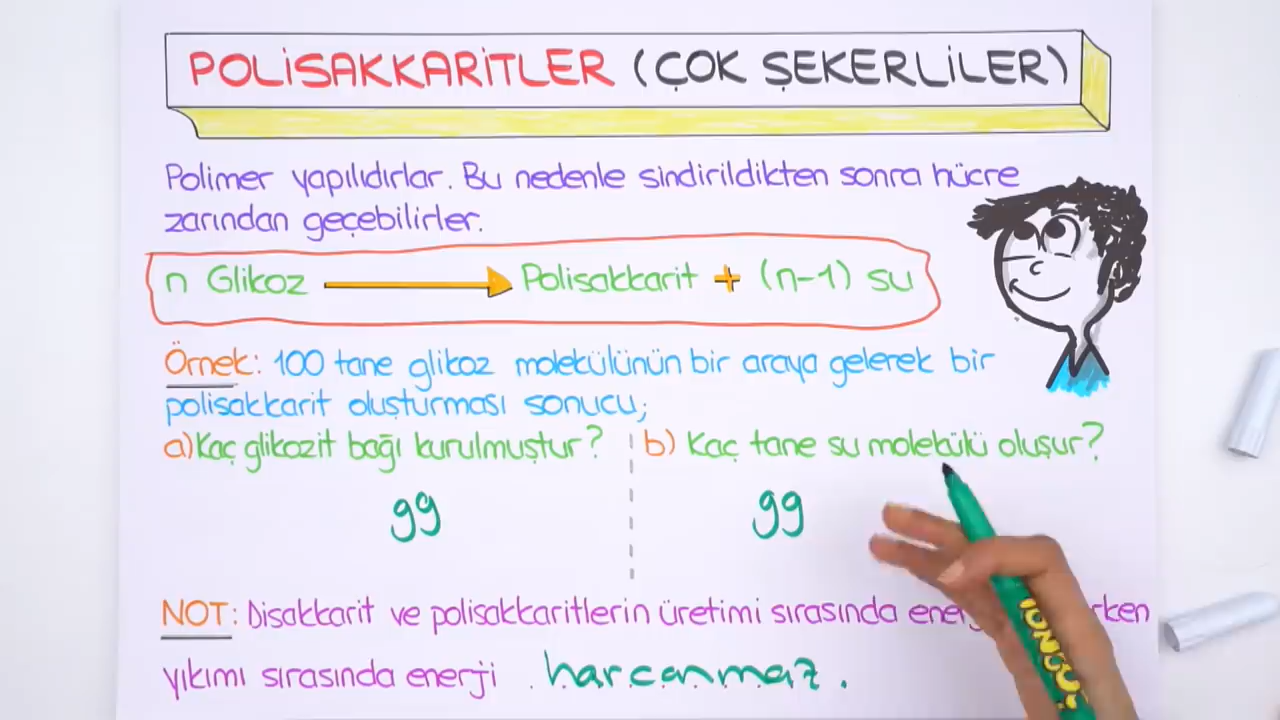 POLİSAKKARİTLER (ÇOK ŞEKERLİLER)
Polimer yapılıdırlar. Bu nedenle sindirildikten sonra hücre
zarından geçebilirler.
n Glikoz → Polisakkarit + (n-1) su
Örnek: 100 tane glikoz molekülünün bir araya gelerek bir
polisakkarit oluşturması sonucu;
a) Kaç glikozit bağı kurulmuştur?
99
b) Kaç tane su molekülü oluşur?
99
NOT: Disakkarit ve polisakkaritlerin üretimi sırasında
yıkımı sırasında enerji harcanmaz.